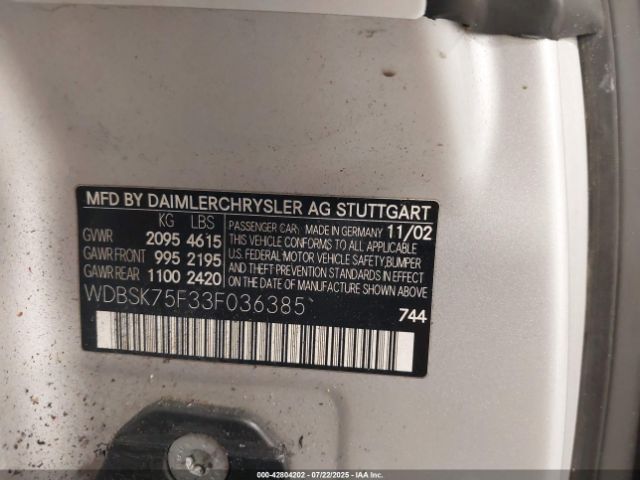 MFD BY DAIMLERCHRYSLER AG STUTTGART
KG LBS
GVWR 2095 4615
GAWR FRONT 995 2195
GAWR REAR 1100 2420
PASSENGER CAR/ MADE IN GERMANY 11/02
THIS VEHICLE CONFORMS TO ALL APPLICABLE
U.S. FEDERAL MOTOR VEHICLE SAFETY,BUMPER
AND THEFT PREVENTION STANDARDS IN EFFECT
ON THE DATE OF MANUFACTURE SHOWN ABOVE.
WDBSK75F33F036385
744
000-42804202 - 07/22/2025 - IAAI.COM